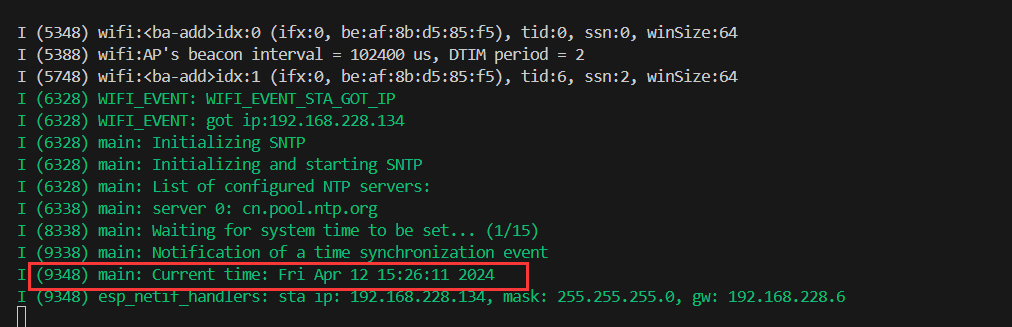 I (5348) wifi:<ba-add>idx:0 (ifx:0, be:af:8b:d5:85:f5), tid:0, ssn:0, winSize:64
I (5388) wifi:AP's beacon interval = 102400 us, DTIM period = 2
I (5748) wifi:<ba-add>idx:1 (ifx:0, be:af:8b:d5:85:f5), tid:6, ssn:2, winSize:64
I (6328) WIFI_EVENT: WIFI_EVENT_STA_GOT_IP
I (6328) WIFI_EVENT: got ip:192.168.228.134
I (6328) main: Initializing SNTP
I (6328) main: Initializing and starting SNTP
I (6328) main: List of configured NTP servers:
I (6338) main: server 0: cn.pool.ntp.org
I (8338) main: Waiting for system time to be set... (1/15)
I (9338) main: Notification of a time synchronization event
I (9348) main: Current time: Fri Apr 12 15:26:11 2024
I (9348) esp_netif_handlers: sta ip: 192.168.228.134, mask: 255.255.255.0, gw: 192.168.228.6